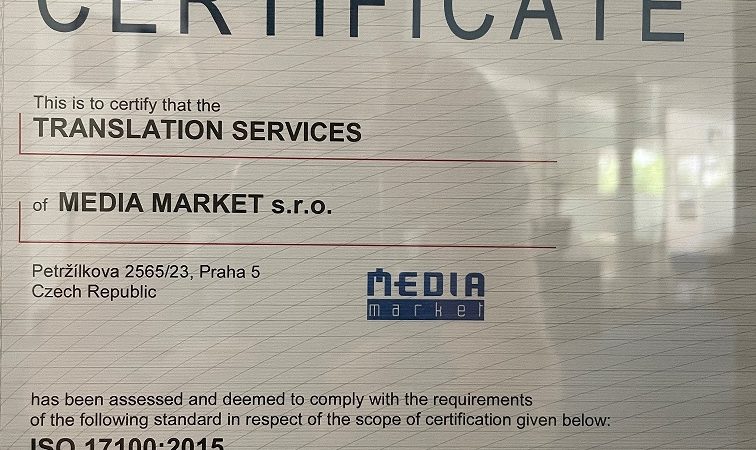 CERTIFICATE
This is to certify that the
TRANSLATION SERVICES
of MEDIA MARKET s.r.o.
Petržílkova 2565/23, Praha 5
Czech Republic
MEDIA
market
has been assessed and deemed to comply with the requirements
of the following standard in respect of the scope of certification given below:
ISO 17100:2015